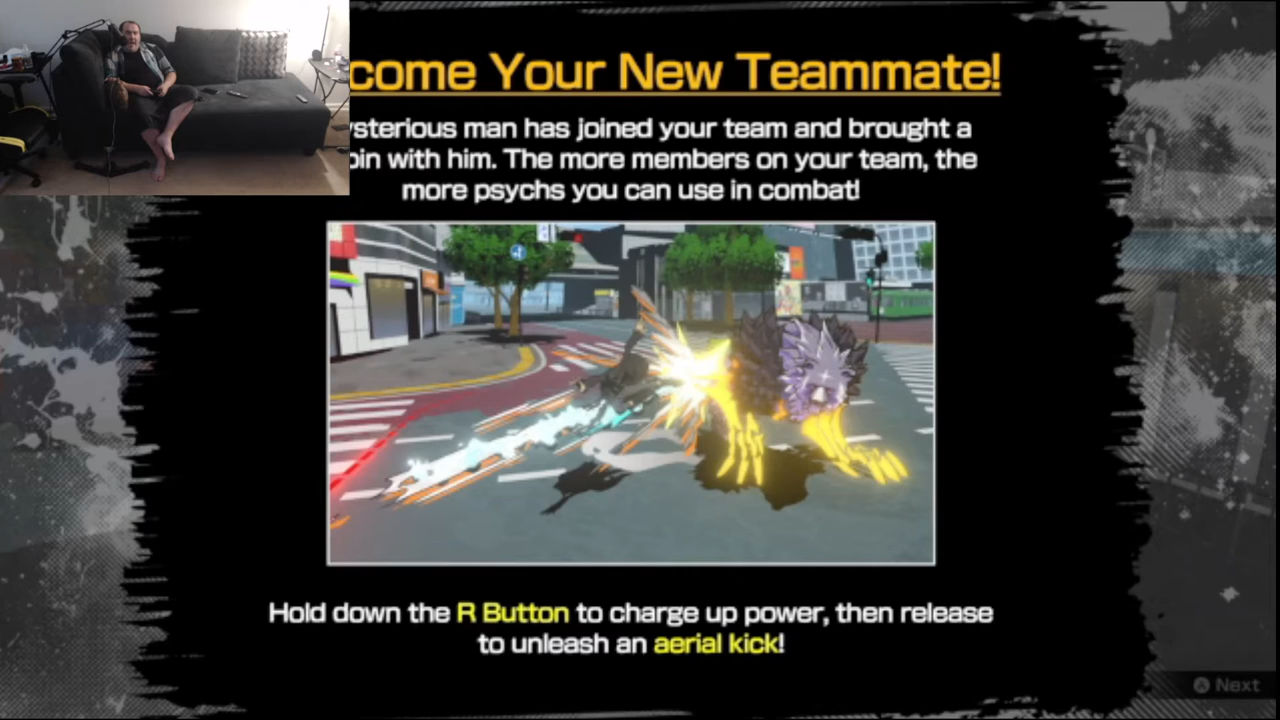 come Your New Teammate!
ysterious man has joined your team and brought a
pin with him. The more members on your team, the
more psychs you can use in combat!
Hold down the R Button to charge up power, then release
to unleash an aerial kick!
A Next